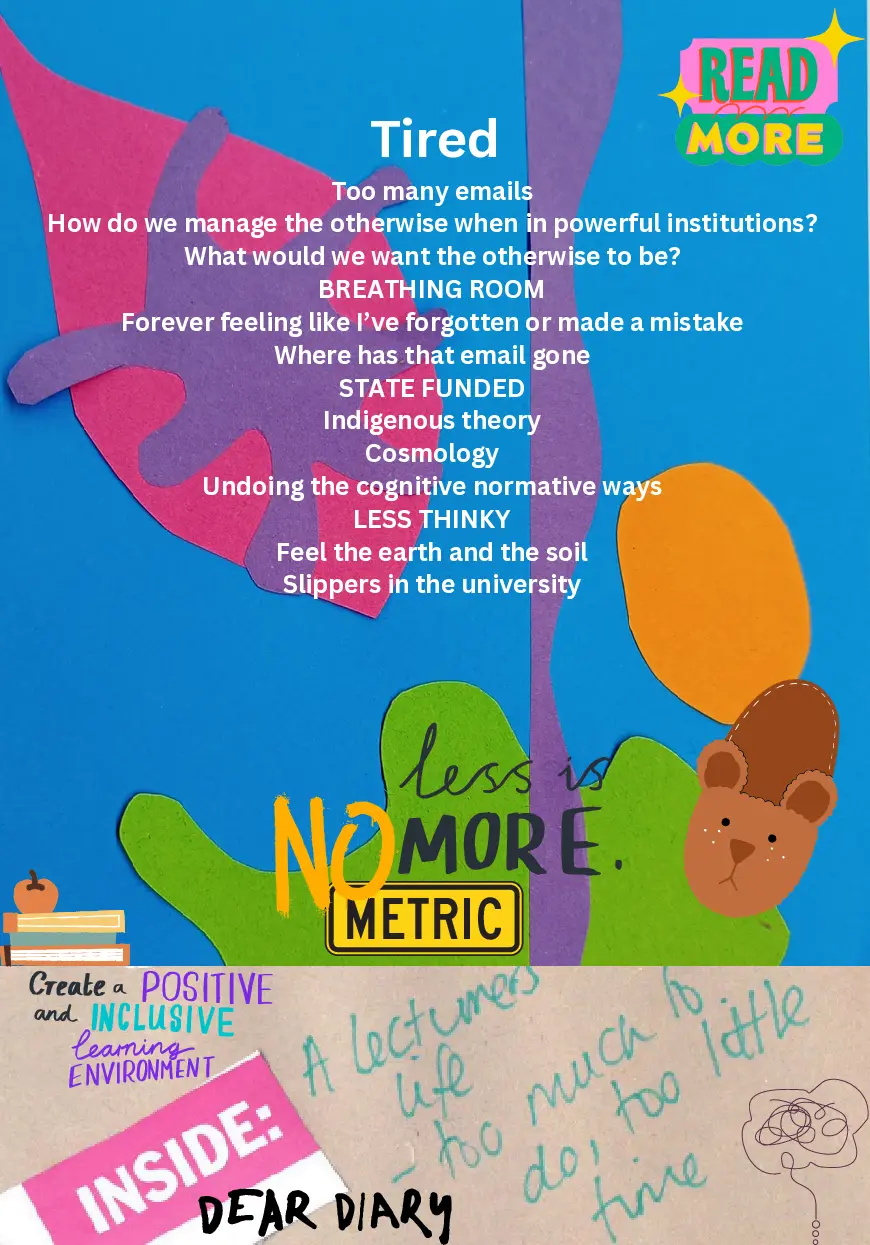 READ
MORE
Tired
Too many emails
How do we manage the otherwise when in powerful institutions?
What would we want the otherwise to be?
BREATHING ROOM
Forever feeling like I’ve forgotten or made a mistake
Where has that email gone
STATE FUNDED
Indigenous theory
Cosmology
Undoing the cognitive normative ways
LESS THINKY
Feel the earth and the soil
Slippers in the university
less is
NO MORE.
METRIC
Create a POSITIVE
and INCLUSIVE
learning
ENVIRONMENT
A lecturers
life
– too much to
do, too little
time
INSIDE:
DEAR DIARY